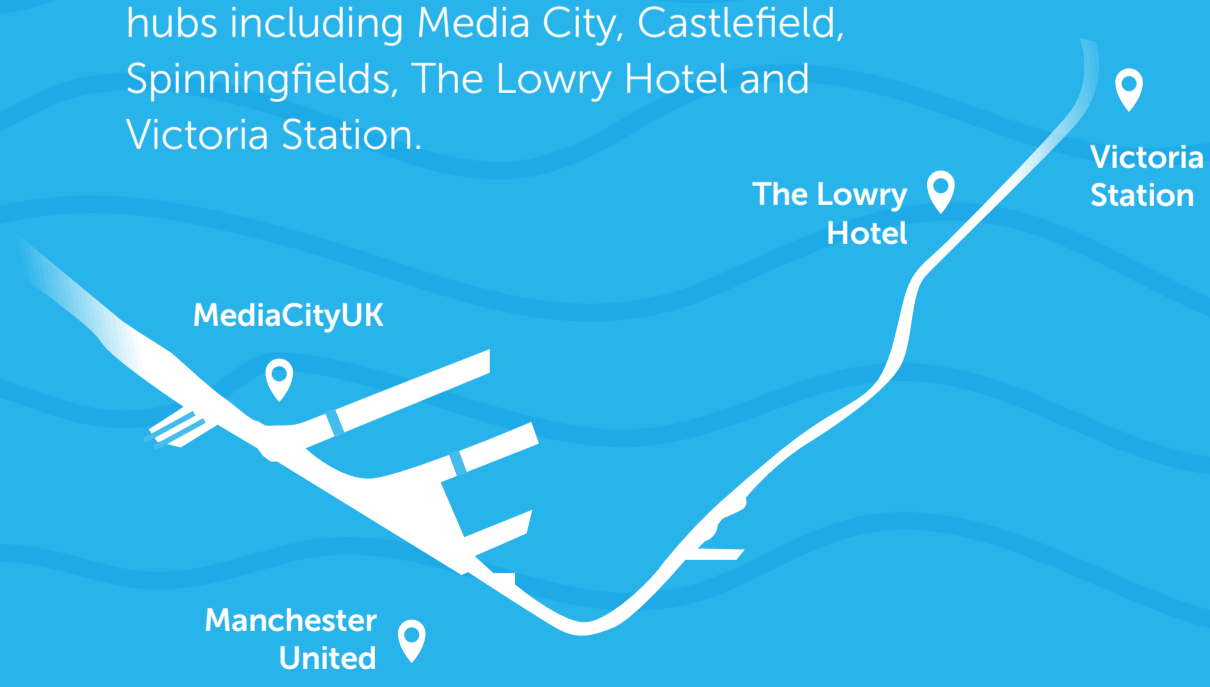 hubs including Media City, Castlefield,
Spinningfields, The Lowry Hotel and
Victoria Station.
Victoria
Station
The Lowry
Hotel
MediaCityUK
Manchester
United